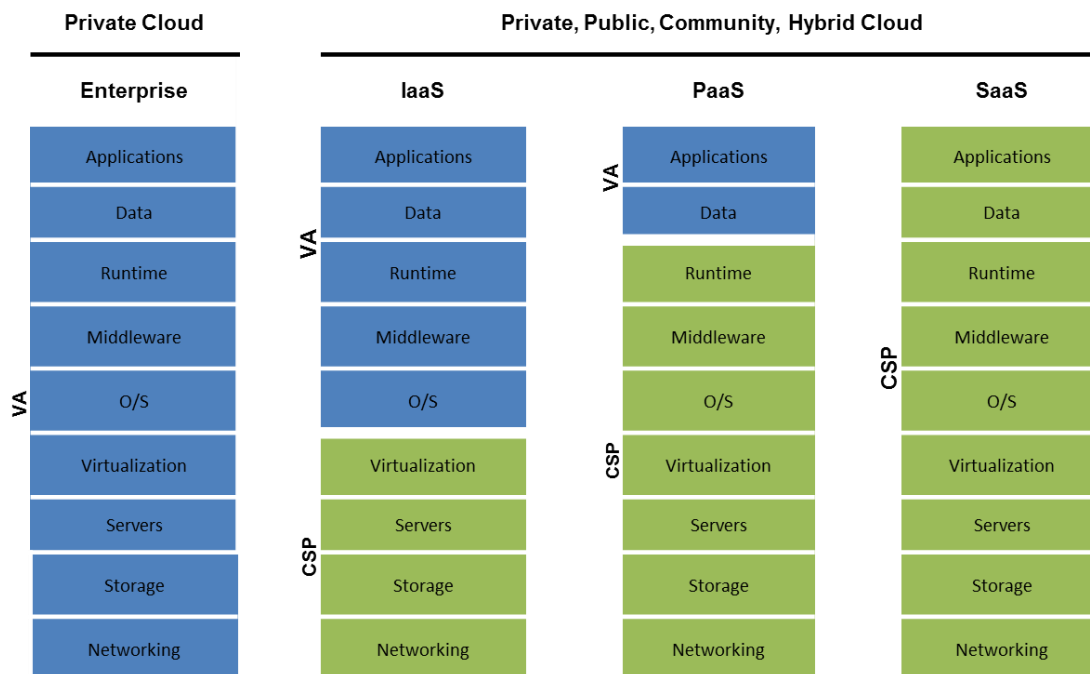 Private Cloud
Private, Public, Community, Hybrid Cloud
Enterprise
IaaS
PaaS
SaaS
VA
Applications
Data
Runtime
Middleware
O/S
Virtualization
Servers
Storage
Networking
VA
Applications
Data
Runtime
Middleware
O/S
CSP
Virtualization
Servers
Storage
Networking
VA
Applications
Data
CSP
Runtime
Middleware
O/S
Virtualization
Servers
Storage
Networking
CSP
Applications
Data
Runtime
Middleware
O/S
Virtualization
Servers
Storage
Networking